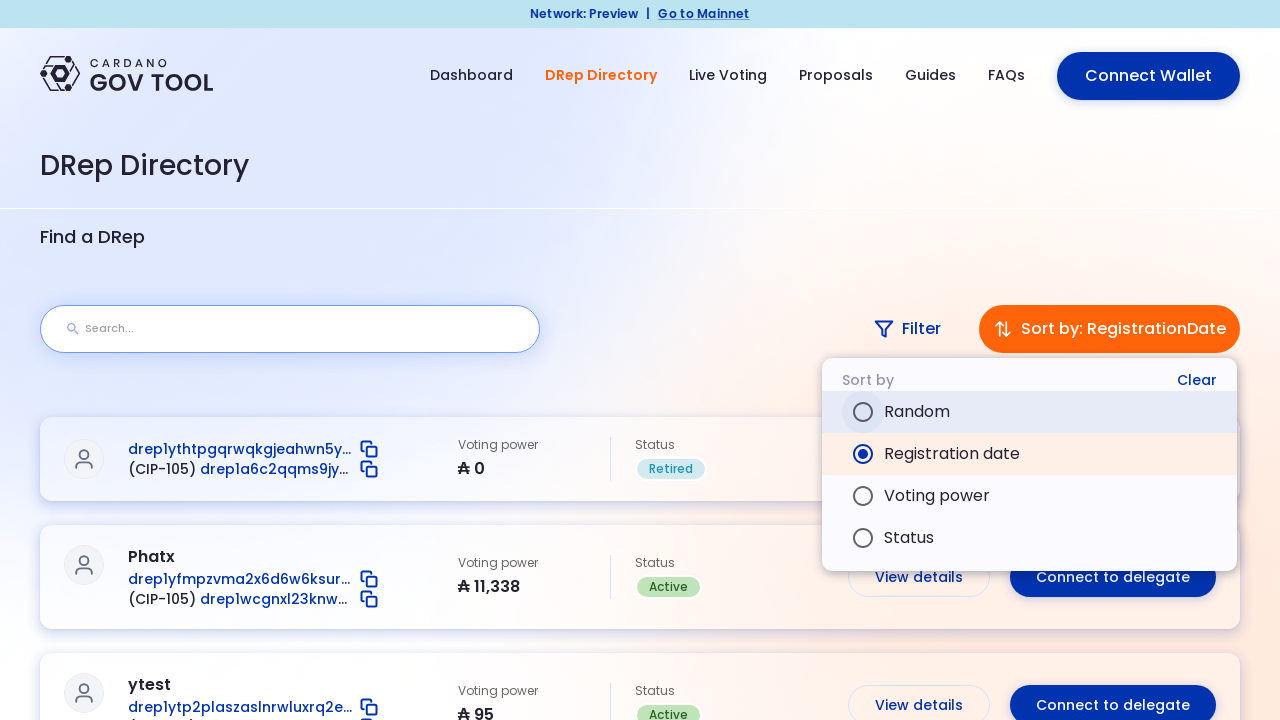 Network: Preview | Go to Mainnet
CARDANO
GOV TOOL
Dashboard DRep Directory Live Voting Proposals Guides FAQs Connect Wallet
DRep Directory
Find a DRep
Search...
Filter
Sort by: RegistrationDate
Sort by Clear
Random
Registration date
Voting power
Status
drep1ythtpgqrwqkgjeahwn5y...
(CIP-105) drep1a6c2qqms9jy...
Voting power
₳ 0
Status
Retired
Phatx
drep1yfmpzvma2x6d6w6ksur...
(CIP-105) drep1wcgnxl23knw...
Voting power
₳ 11,338
Status
Active
View details
Connect to delegate
ytest
drep1ytp2plaszaslnrwluxrq2e...
Voting power
₳ 95
Status
Active
View details
Connect to delegate